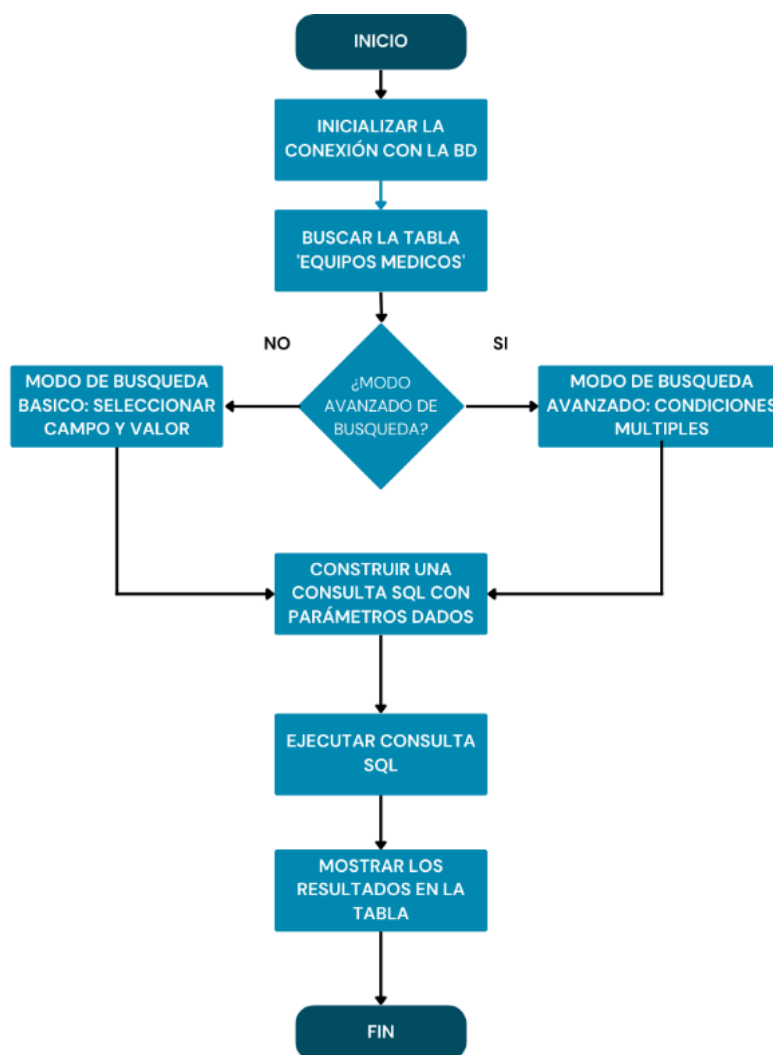 INICIO
INICIALIZAR LA
CONEXIÓN CON LA BD
BUSCAR LA TABLA
'EQUIPOS MEDICOS'
NO
SI
MODO DE BUSQUEDA
BASICO: SELECCIONAR
CAMPO Y VALOR
¿MODO
AVANZADO DE
BUSQUEDA?
MODO DE BUSQUEDA
AVANZADO: CONDICIONES
MULTIPLES
CONSTRUIR UNA
CONSULTA SQL CON
PARÁMETROS DADOS
EJECUTAR CONSULTA
SQL
MOSTRAR LOS
RESULTADOS EN LA
TABLA
FIN